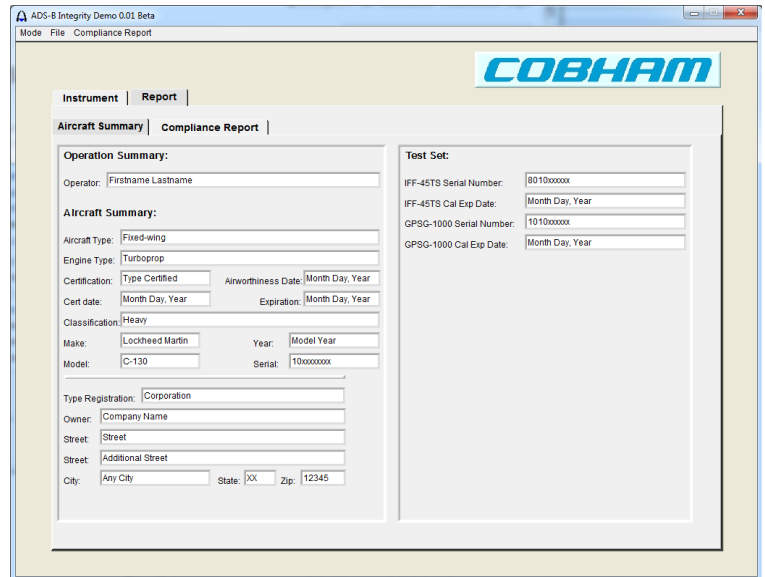 ADS-B Integrity Demo 0.01 Beta
Mode File Compliance Report
COBHAM
Instrument Report
Aircraft Summary Compliance Report
Operation Summary:
Operator: Firstname Lastname
Aircraft Summary:
Aircraft Type: Fixed-wing
Engine Type: Turboprop
Certification: Type Certified Airworthiness Date: Month Day, Year
Cert date: Month Day, Year Expiration: Month Day, Year
Classification: Heavy
Make: Lockheed Martin Year: Model Year
Model: C-130 Serial: 10xxxxxxxx
Type Registration: Corporation
Owner: Company Name
Street: Street
Street: Additional Street
City: Any City State: XX Zip: 12345
Test Set:
IFF-45TS Serial Number: 8010xxxxxx
IFF-45TS Cal Exp Date: Month Day, Year
GPSG-1000 Serial Number: 1010xxxxxx
GPSG-1000 Cal Exp Date: Month Day, Year